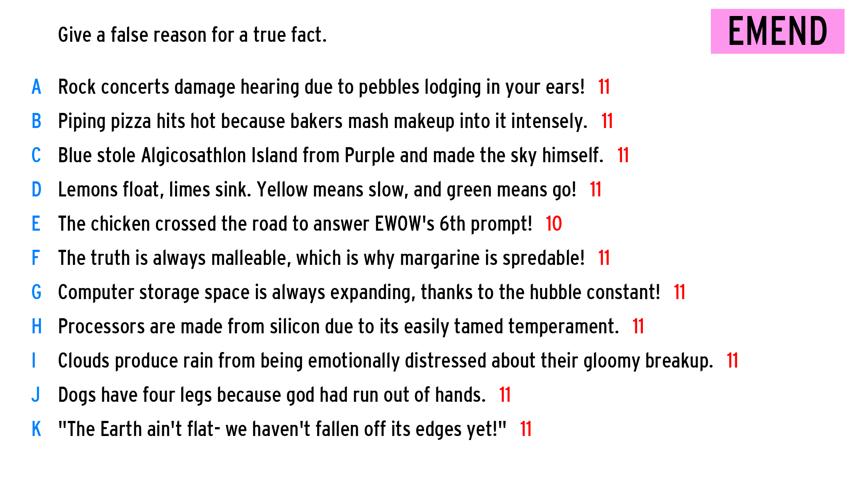 Give a false reason for a true fact.
EMEND
A Rock concerts damage hearing due to pebbles lodging in your ears! 11
B Piping pizza hits hot because bakers mash makeup into it intensely. 11
C Blue stole Algicosathlon Island from Purple and made the sky himself. 11
D Lemons float, limes sink. Yellow means slow, and green means go! 11
E The chicken crossed the road to answer EWOW's 6th prompt! 10
F The truth is always malleable, which is why margarine is spredable! 11
G Computer storage space is always expanding, thanks to the hubble constant! 11
H Processors are made from silicon due to its easily tamed temperament. 11
I Clouds produce rain from being emotionally distressed about their gloomy breakup. 11
J Dogs have four legs because god had run out of hands. 11
K "The Earth ain't flat- we haven't fallen off its edges yet!" 11